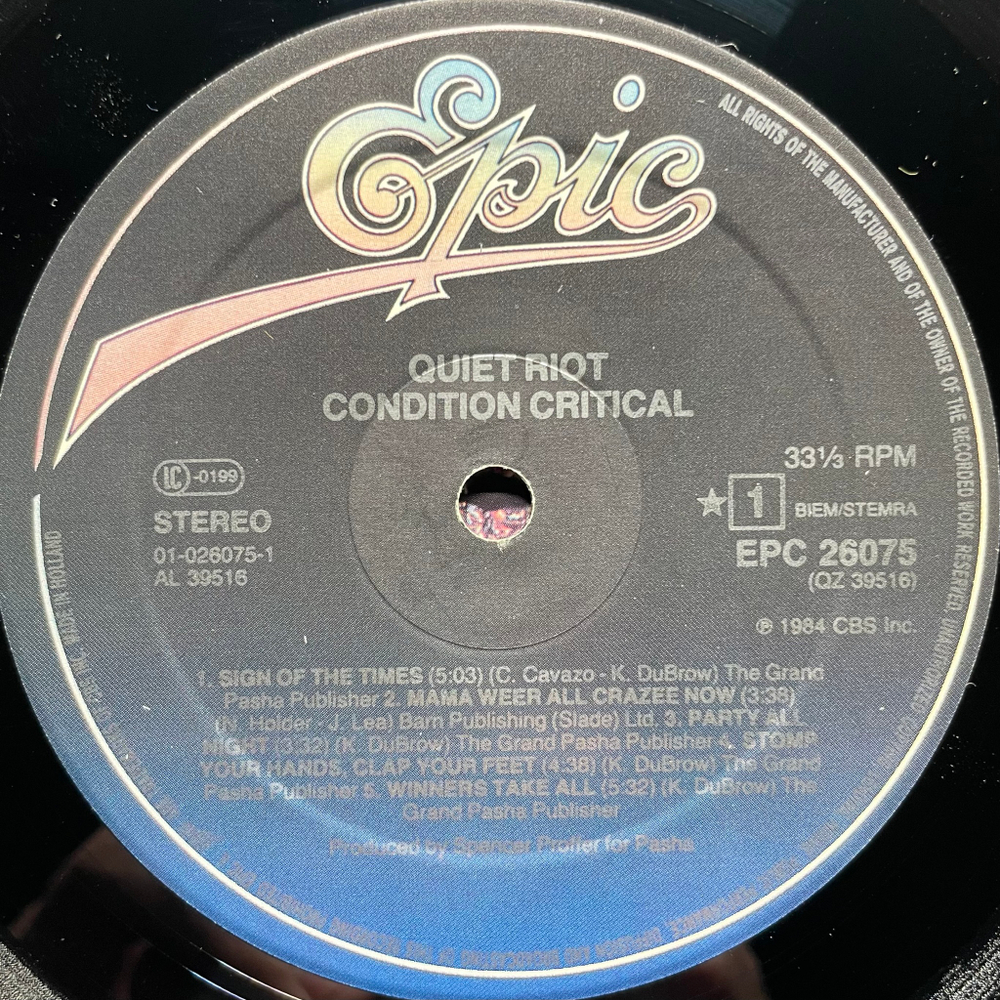 Epic
ALL RIGHTS OF THE MANUFACTURER AND OF THE OWNER OF THE RECORDED WORK RESERVED. UNAUTHORIZED
QUIET RIOT
CONDITION CRITICAL
IC -0199
STEREO
01-026075-1
AL 39516
33⅓ RPM
★ 1 BIEM/STEMRA
EPC 26075
(QZ 39516)
℗ 1984 CBS Inc.
1. SIGN OF THE TIMES (5:03) (C. Cavazo - K. DuBrow) The Grand
Pasha Publisher 2. MAMA WEER ALL CRAZEE NOW (3:38)
(N. Holder - J. Lea) Barn Publishing (Slade) Ltd. 3. PARTY ALL
NIGHT (3:32) (K. DuBrow) The Grand Pasha Publisher 4. STOMP
YOUR HANDS, CLAP YOUR FEET (4:38) (K. DuBrow) The Grand
Pasha Publisher 5. WINNERS TAKE ALL (5:32) (K. DuBrow) The
Grand Pasha Publisher
Produced by Spencer Proffer for Pasha
MADE IN HOLLAND